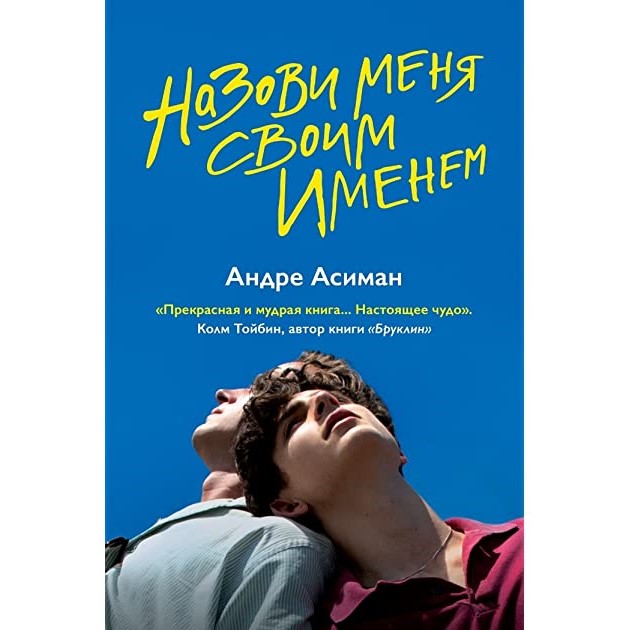 НАЗОВИ МЕНЯ
СВОИМ
ИМЕНЕМ
Андре Асиман
«Прекрасная и мудрая книга... Настоящее чудо».
Колм Тойбин, автор книги «Бруклин»